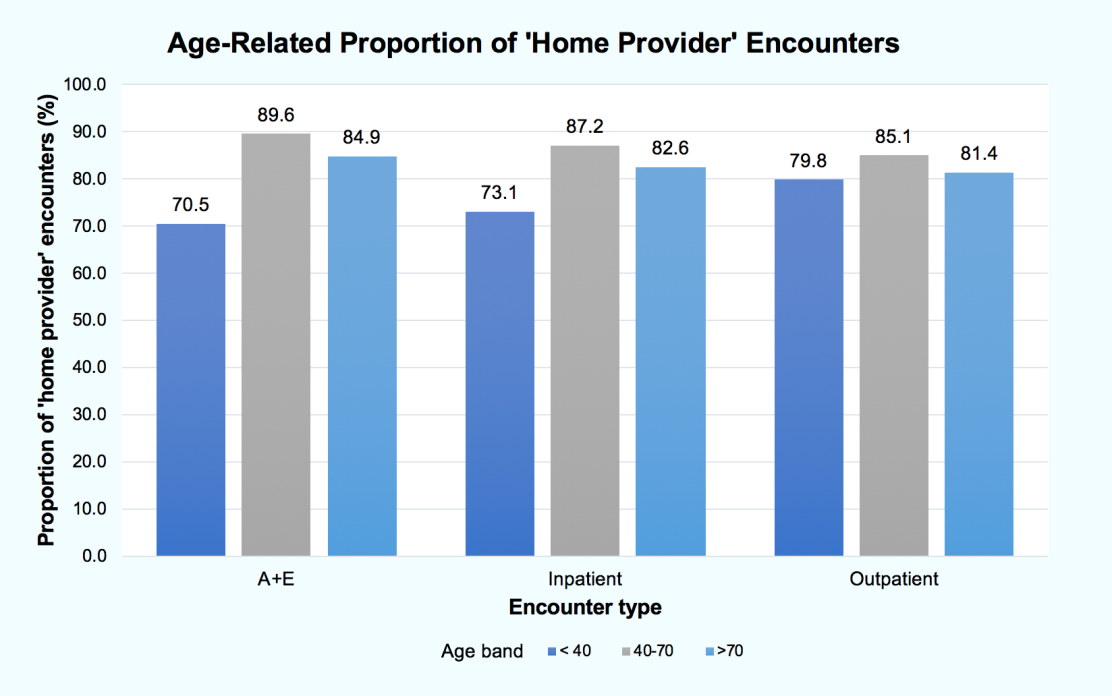 Age-Related Proportion of 'Home Provider' Encounters
Proportion of 'home provider' encounters (%)
100.0
90.0
80.0
70.0
60.0
50.0
40.0
30.0
20.0
10.0
0.0
70.5
89.6
84.9
73.1
87.2
82.6
79.8
85.1
81.4
A+E
Inpatient
Outpatient
Encounter type
Age band < 40 40-70 >70